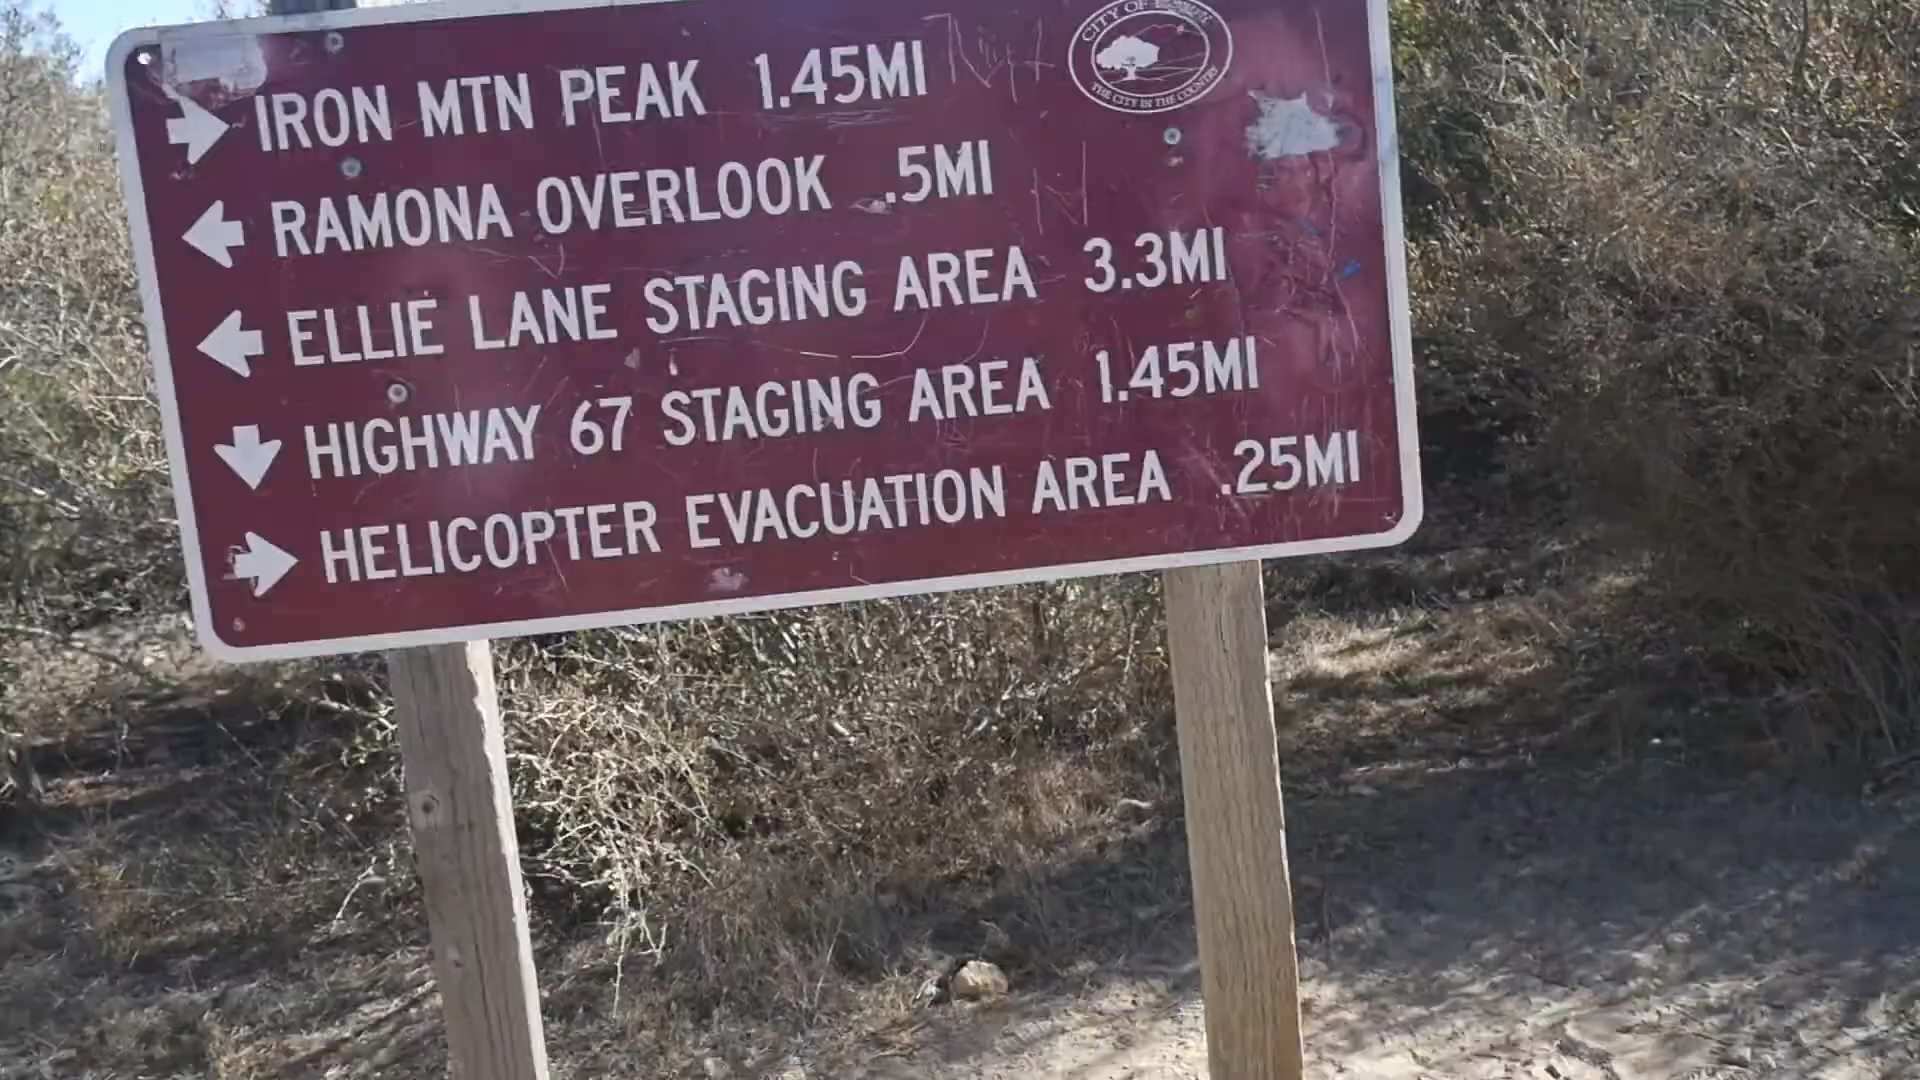 IRON MTN PEAK 1.45MI
RAMONA OVERLOOK .5MI
ELLIE LANE STAGING AREA 3.3MI
HIGHWAY 67 STAGING AREA 1.45MI
HELICOPTER EVACUATION AREA .25MI
CITY OF
THE CITY IN THE COUNTRY